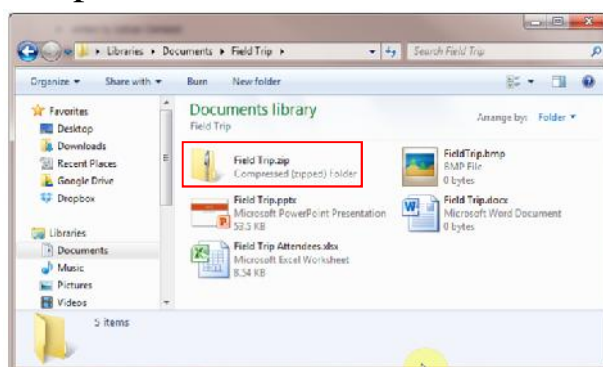 Libraries ▸ Documents ▸ Field Trip ▸
Search Field Trip
Organize Share with Burn New folder
Favorites
Desktop
Downloads
Recent Places
Google Drive
Dropbox
Libraries
Documents
Music
Pictures
Videos
Documents library
Field Trip
Arrange by: Folder
Field Trip.zip
Compressed (zipped) Folder
FieldTrip.bmp
BMP File
0 bytes
Field Trip.pptx
Microsoft PowerPoint Presentation
53.5 KB
Field Trip.docx
Microsoft Word Document
0 bytes
Field Trip Attendees.xlsx
Microsoft Excel Worksheet
8.54 KB
5 items